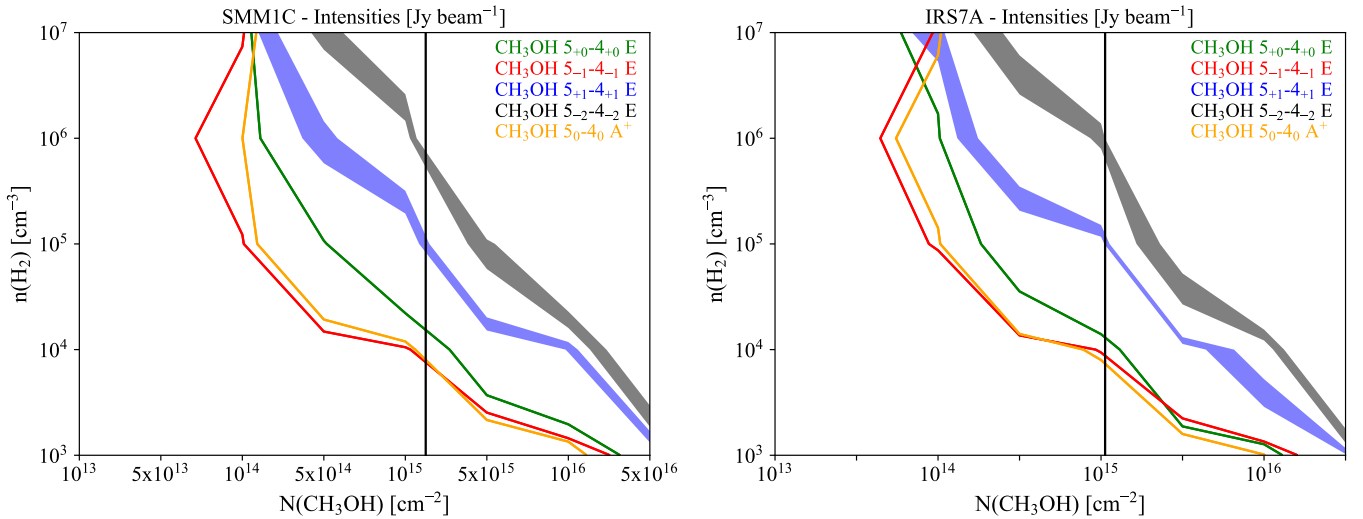 SMM1C - Intensities [Jy beam⁻¹]
CH₃OH 5₊₀-4₊₀ E
CH₃OH 5₋₁-4₋₁ E
CH₃OH 5₊₁-4₊₁ E
CH₃OH 5₋₂-4₋₂ E
CH₃OH 5₀-4₀ A⁺
10⁷
10⁶
10⁵
10⁴
10³
n(H₂) [cm⁻³]
10¹³ 5x10¹³ 10¹⁴ 5x10¹⁴ 10¹⁵ 5x10¹⁵ 10¹⁶ 5x10¹⁶
N(CH₃OH) [cm⁻²]
IRS7A - Intensities [Jy beam⁻¹]
CH₃OH 5₊₀-4₊₀ E
CH₃OH 5₋₁-4₋₁ E
CH₃OH 5₊₁-4₊₁ E
CH₃OH 5₋₂-4₋₂ E
CH₃OH 5₀-4₀ A⁺
10⁷
10⁶
10⁵
10⁴
10³
n(H₂) [cm⁻³]
10¹³ 10¹⁴ 10¹⁵ 10¹⁶
N(CH₃OH) [cm⁻²]